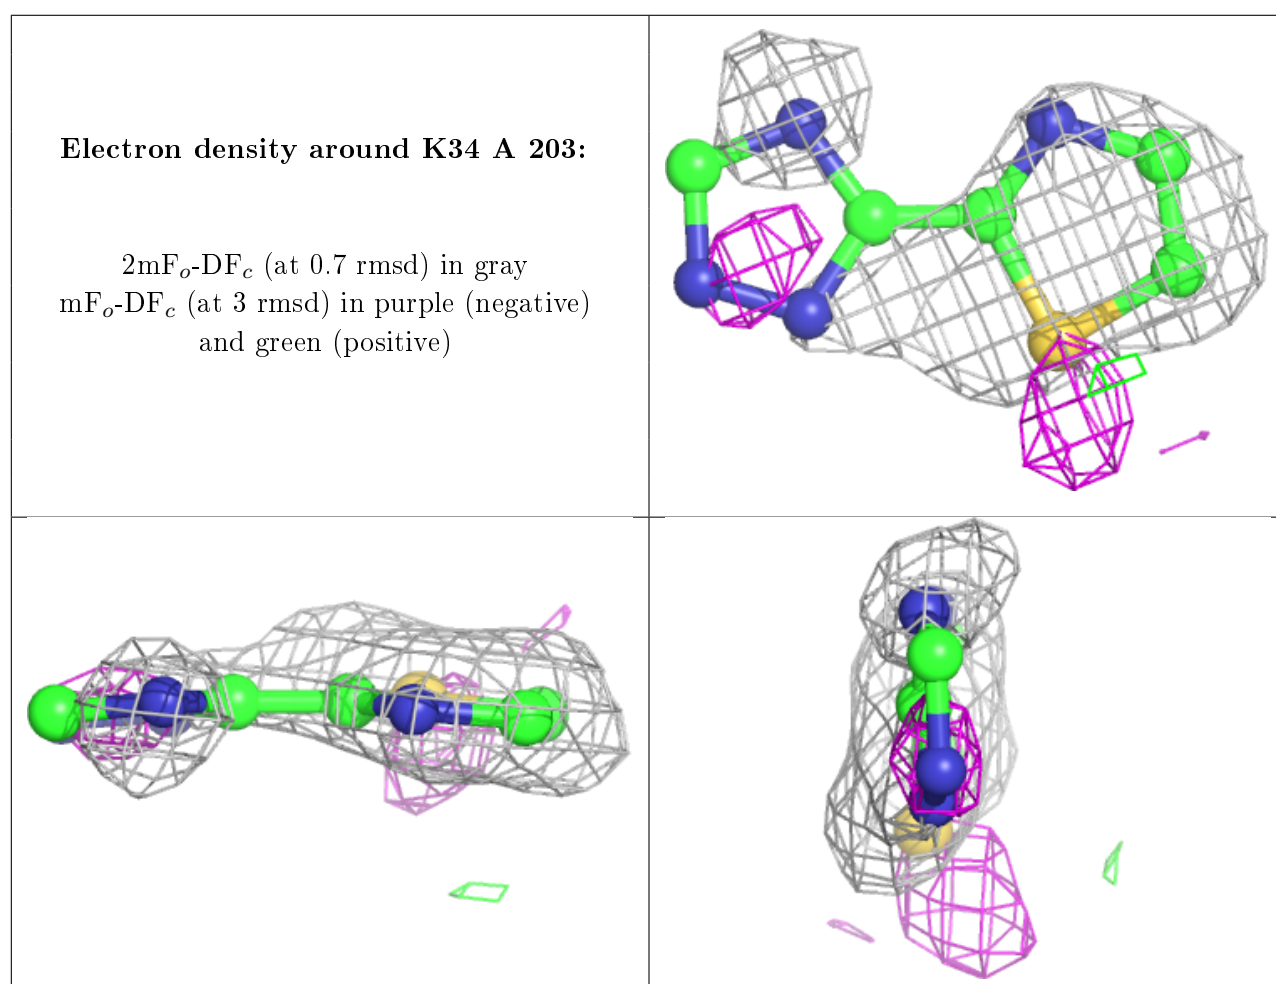 Electron density around K34 A 203:
2mFo-DFc (at 0.7 rmsd) in gray
mFo-DFc (at 3 rmsd) in purple (negative)
and green (positive)